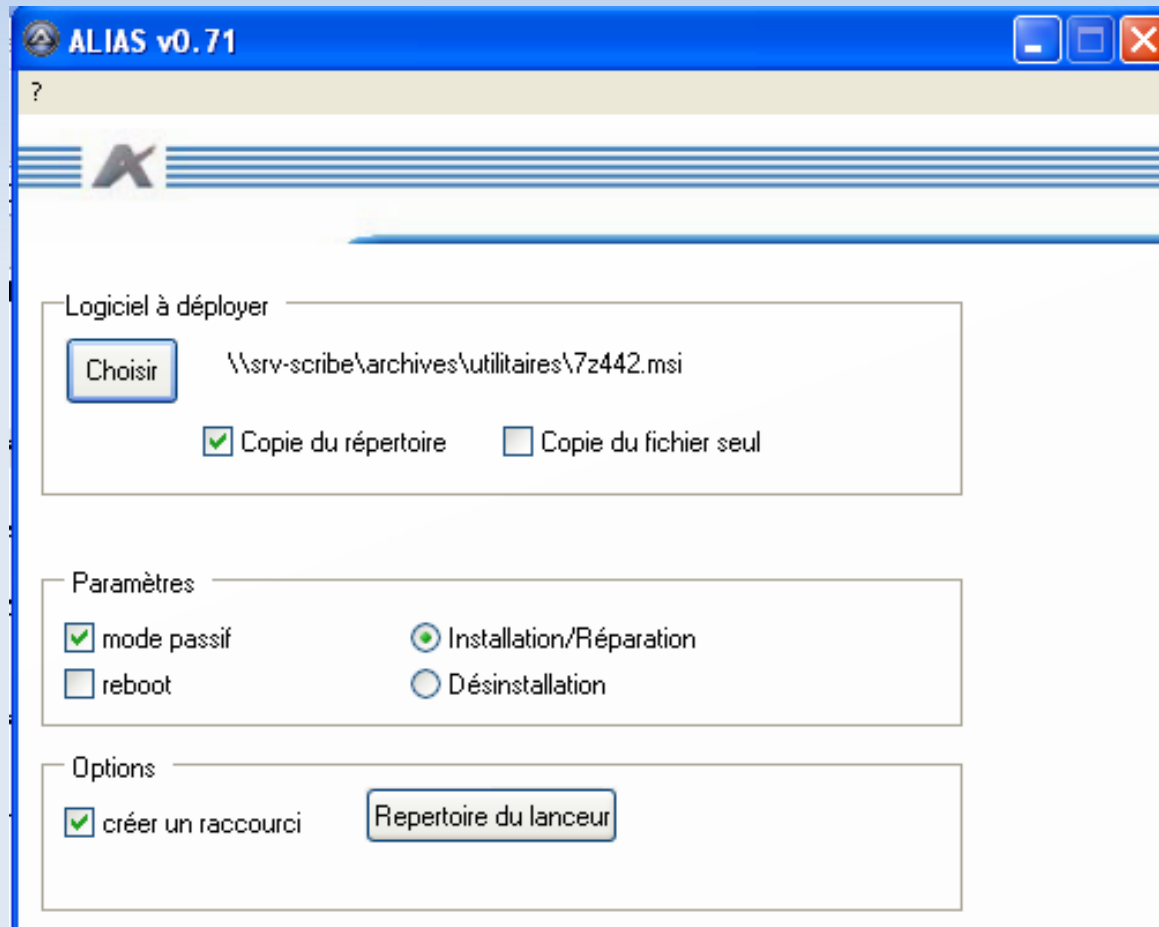 ALIAS v0.71
?
Logiciel à déployer
Choisir \\srv-scribe\archives\utilitaires\7z442.msi
Copie du répertoire Copie du fichier seul
Paramètres
mode passif Installation/Réparation
reboot Désinstallation
Options
créer un raccourci Repertoire du lanceur